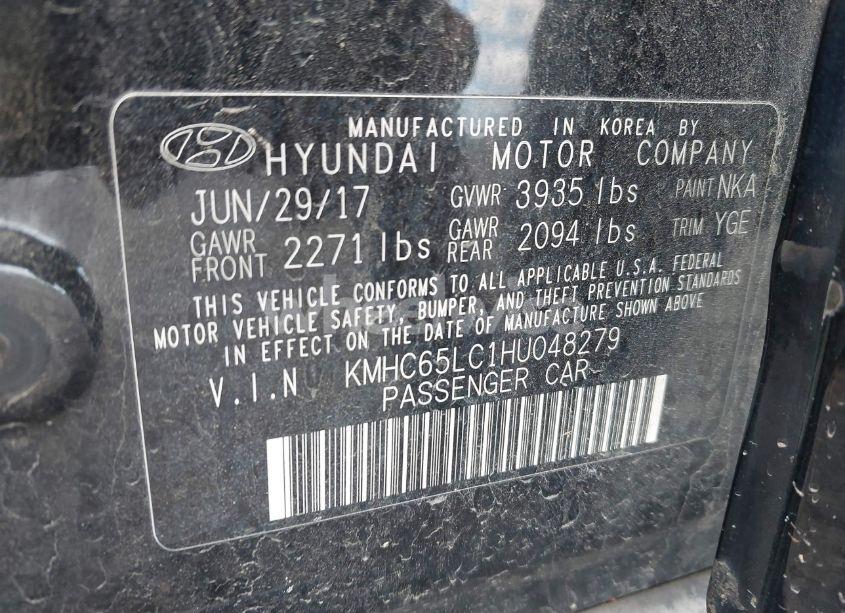 MANUFACTURED IN KOREA BY
HYUNDAI MOTOR COMPANY
JUN/29/17 GVWR 3935 lbs PAINT NKA
GAWR FRONT 2271 lbs GAWR REAR 2094 lbs TRIM YGE
THIS VEHICLE CONFORMS TO ALL APPLICABLE U.S.A. FEDERAL
MOTOR VEHICLE SAFETY, BUMPER, AND THEFT PREVENTION STANDARDS
IN EFFECT ON THE DATE OF MANUFACTURE SHOWN ABOVE
V.I.N KMHC65LC1HU048279
PASSENGER CAR